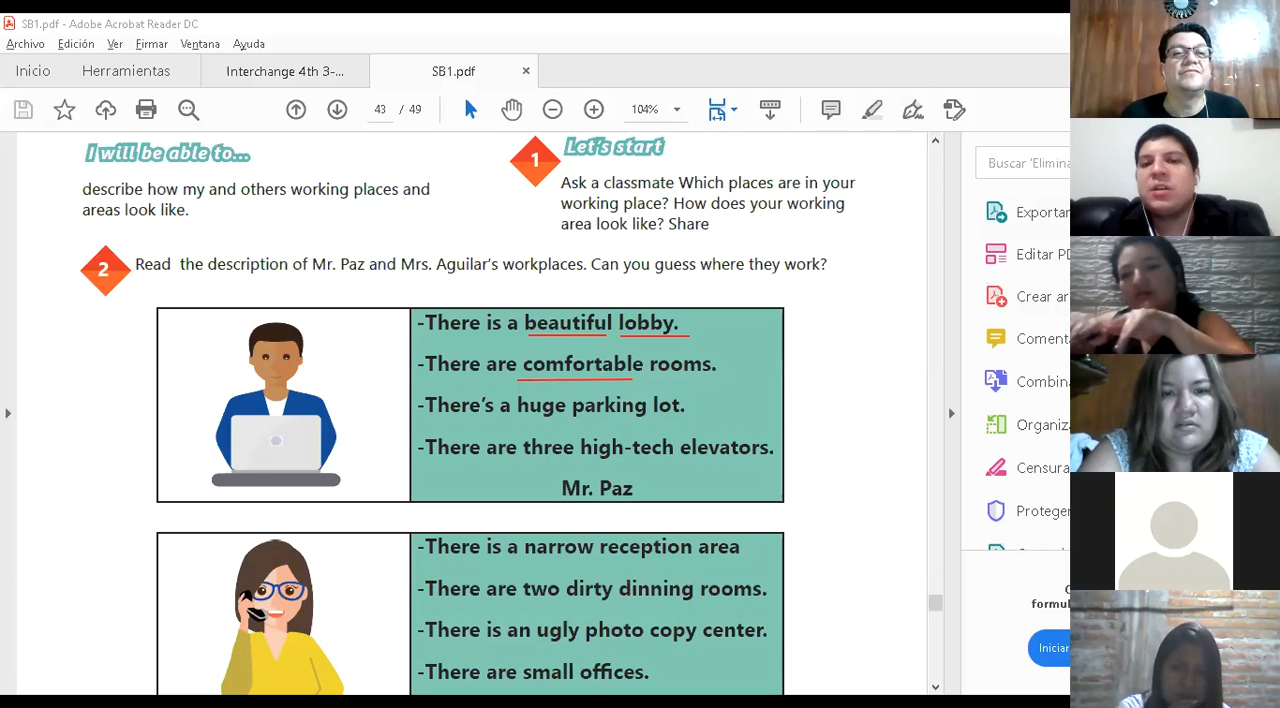 SB1.pdf - Adobe Acrobat Reader DC
Archivo Edición Ver Firmar Ventana Ayuda
Inicio Herramientas Interchange 4th 3-... SB1.pdf ×
43 / 49 104%
I will be able to...
describe how my and others working places and
areas look like.
1 Let's start
Ask a classmate Which places are in your
working place? How does your working
area look like? Share
2 Read the description of Mr. Paz and Mrs. Aguilar's workplaces. Can you guess where they work?
-There is a beautiful lobby.
-There are comfortable rooms.
-There's a huge parking lot.
-There are three high-tech elevators.
Mr. Paz
-There is a narrow reception area
-There are two dirty dinning rooms.
-There is an ugly photo copy center.
-There are small offices.
Buscar 'Elimina
Exportar
Editar PD
Crear ar
Coment
Combin
Organiz
Censura
Proteger
formu
Iniciar